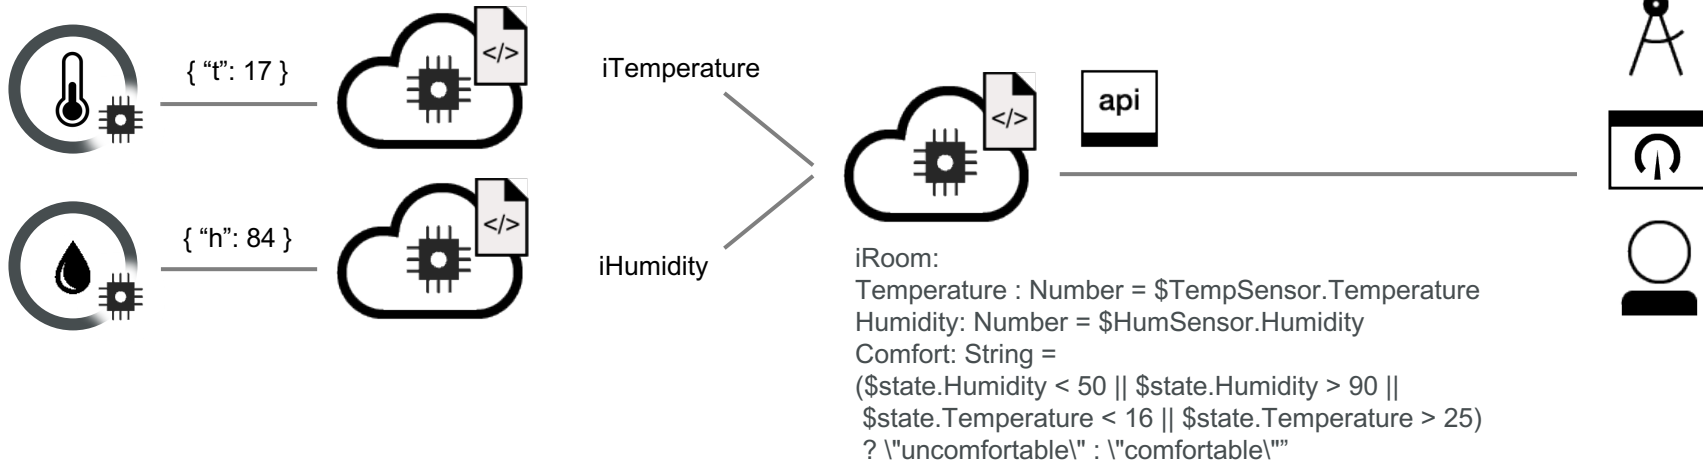 { “t”: 17 }
</>
iTemperature
</>
api
{ “h”: 84 }
</>
iHumidity
iRoom:
Temperature : Number = $TempSensor.Temperature
Humidity: Number = $HumSensor.Humidity
Comfort: String =
($state.Humidity < 50 || $state.Humidity > 90 ||
$state.Temperature < 16 || $state.Temperature > 25)
? \"uncomfortable\" : \"comfortable\"”